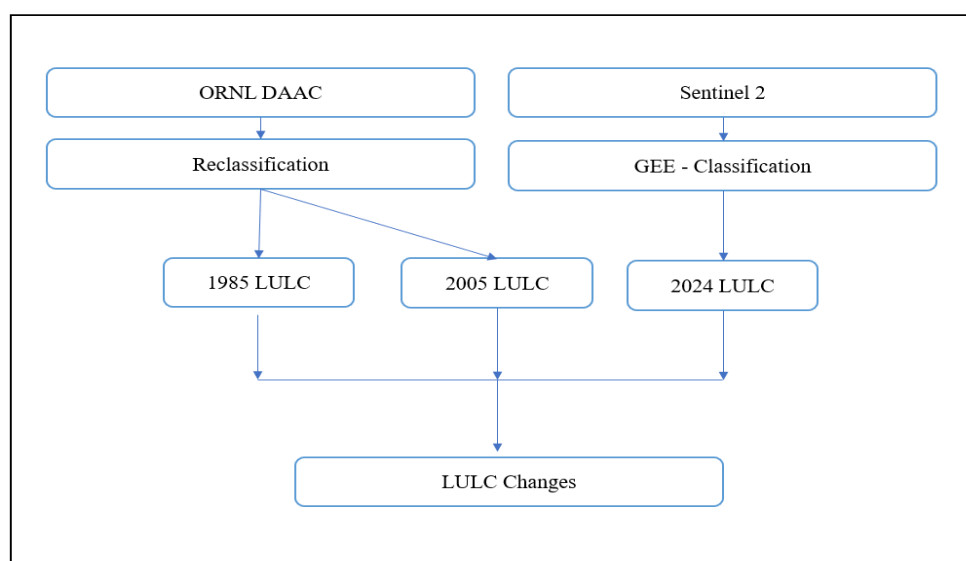 ORNL DAAC
Sentinel 2
Reclassification
GEE - Classification
1985 LULC
2005 LULC
2024 LULC
LULC Changes